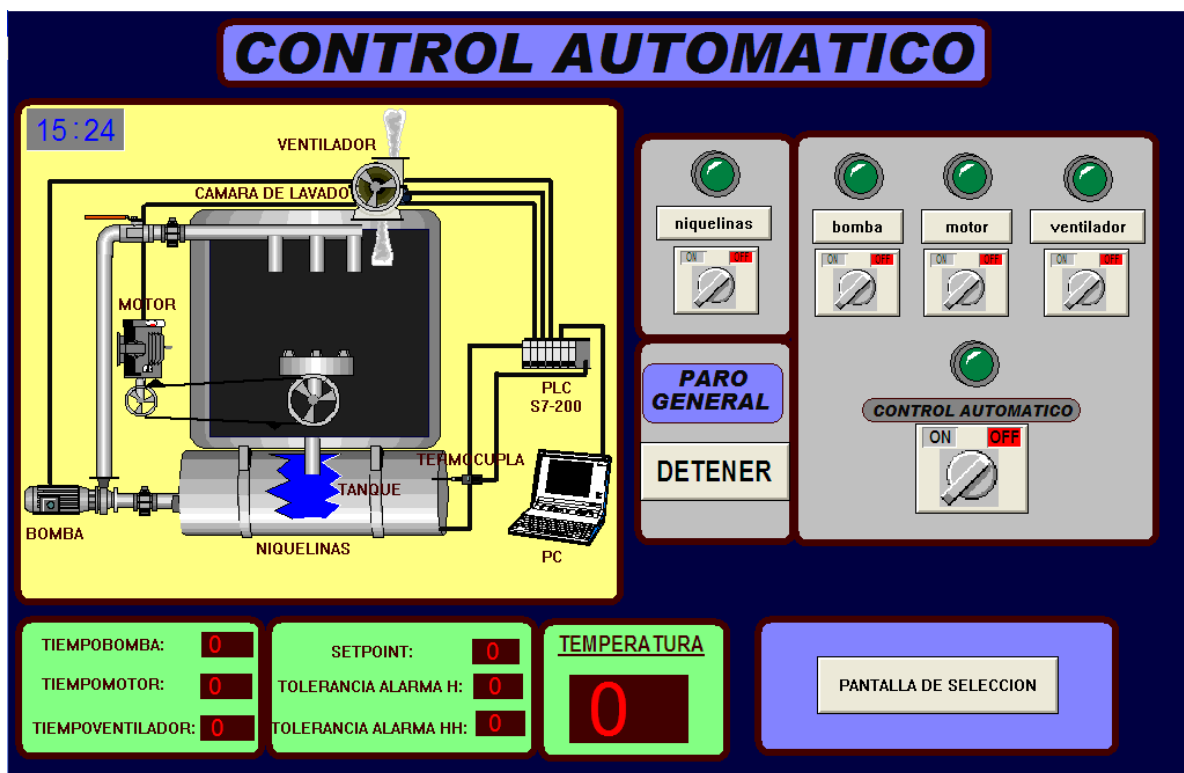 CONTROL AUTOMATICO
15:24
VENTILADOR
CAMARA DE LAVADO
MOTOR
PLC
S7-200
TERMOCUPLA
TANQUE
BOMBA
NIQUELINAS
PC
niquelinas
ON OFF
bomba
ON OFF
motor
ON OFF
ventilador
ON OFF
PARO
GENERAL
DETENER
CONTROL AUTOMATICO
ON OFF
TIEMPOBOMBA: 0
TIEMPOMOTOR: 0
TIEMPOVENTILADOR: 0
SETPOINT: 0
TOLERANCIA ALARMA H: 0
TOLERANCIA ALARMA HH: 0
TEMPERATURA
0
PANTALLA DE SELECCION